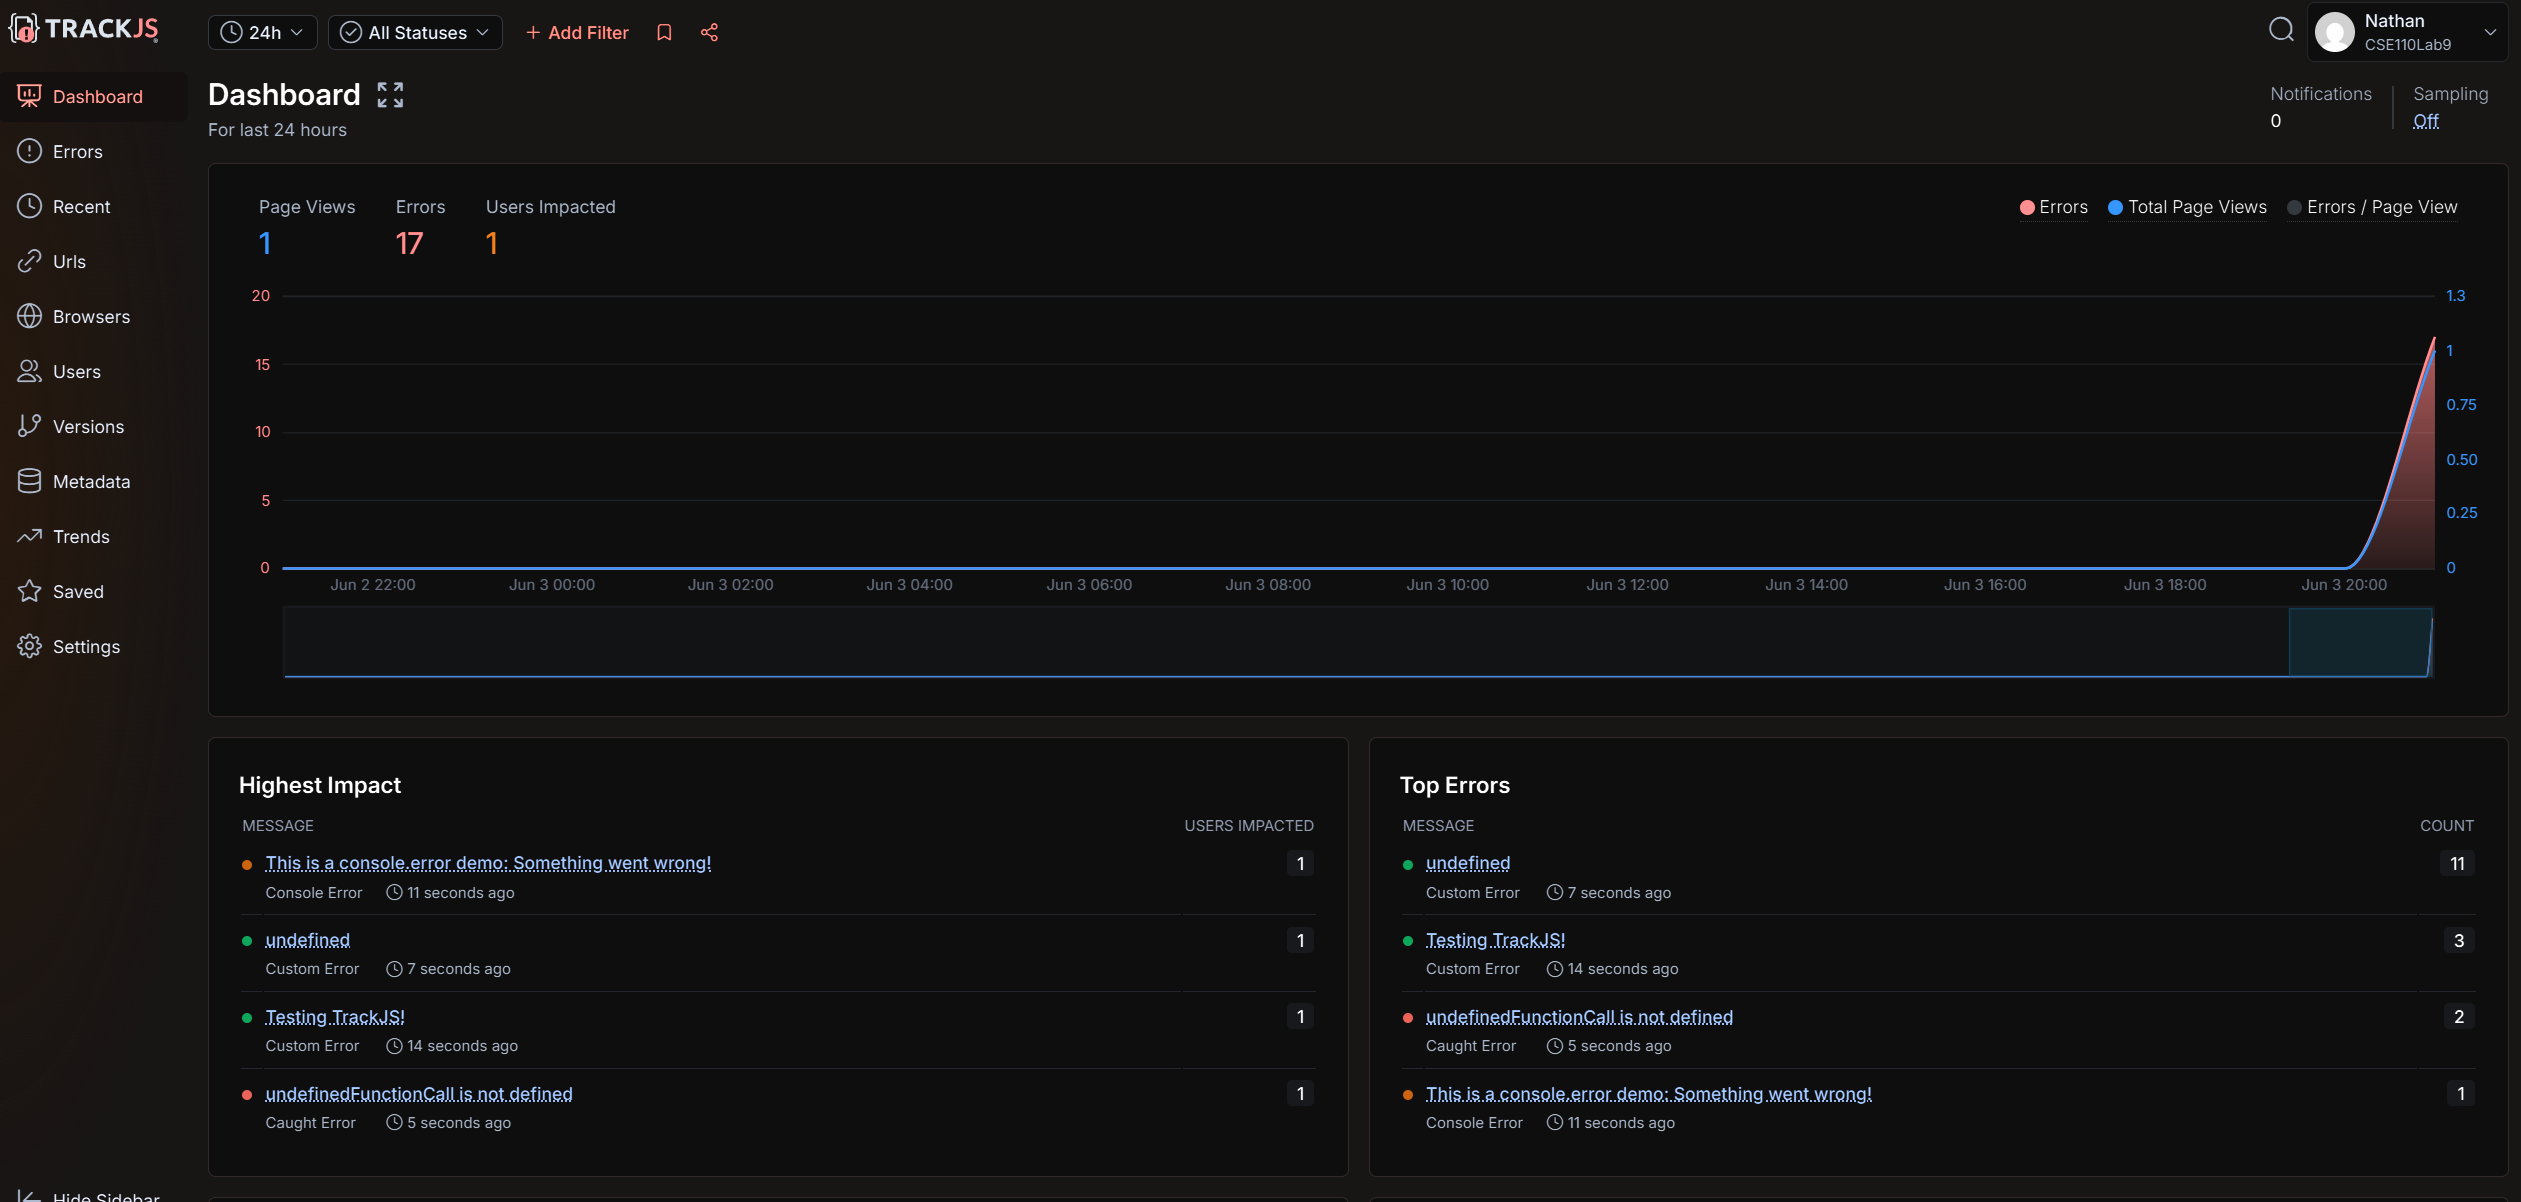 TRACKJS
24h
All Statuses
+ Add Filter
Nathan
CSE110Lab9
Dashboard
Errors
Recent
Urls
Browsers
Users
Versions
Metadata
Trends
Saved
Settings
Hide Sidebar
Dashboard
For last 24 hours
Notifications
0
Sampling
Off
Page Views
1
Errors
17
Users Impacted
1
Errors
Total Page Views
Errors / Page View
20
15
10
5
0
1.3
1
0.75
0.50
0.25
0
Jun 2 22:00
Jun 3 00:00
Jun 3 02:00
Jun 3 04:00
Jun 3 06:00
Jun 3 08:00
Jun 3 10:00
Jun 3 12:00
Jun 3 14:00
Jun 3 16:00
Jun 3 18:00
Jun 3 20:00
Highest Impact
MESSAGE USERS IMPACTED
This is a console.error demo: Something went wrong! 1
Console Error 11 seconds ago
undefined 1
Custom Error 7 seconds ago
Testing TrackJS! 1
Custom Error 14 seconds ago
undefinedFunctionCall is not defined 1
Caught Error 5 seconds ago
Top Errors
MESSAGE COUNT
undefined 11
Custom Error 7 seconds ago
Testing TrackJS! 3
Custom Error 14 seconds ago
undefinedFunctionCall is not defined 2
Caught Error 5 seconds ago
This is a console.error demo: Something went wrong! 1
Console Error 11 seconds ago